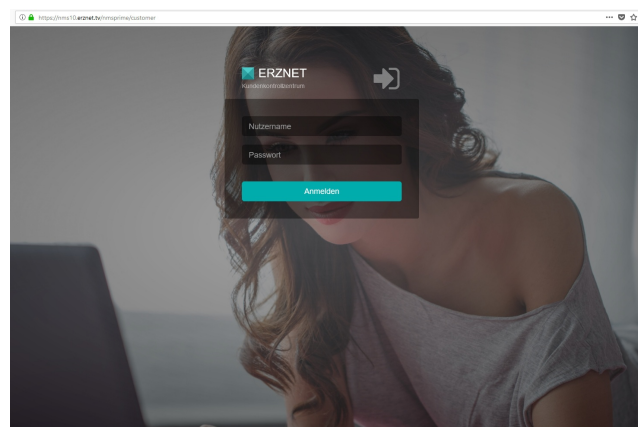 https://nms10.erznet.tv/nmsprime/customer
ERZNET
Kundenkontrollzentrum
Nutzername
Passwort
Anmelden